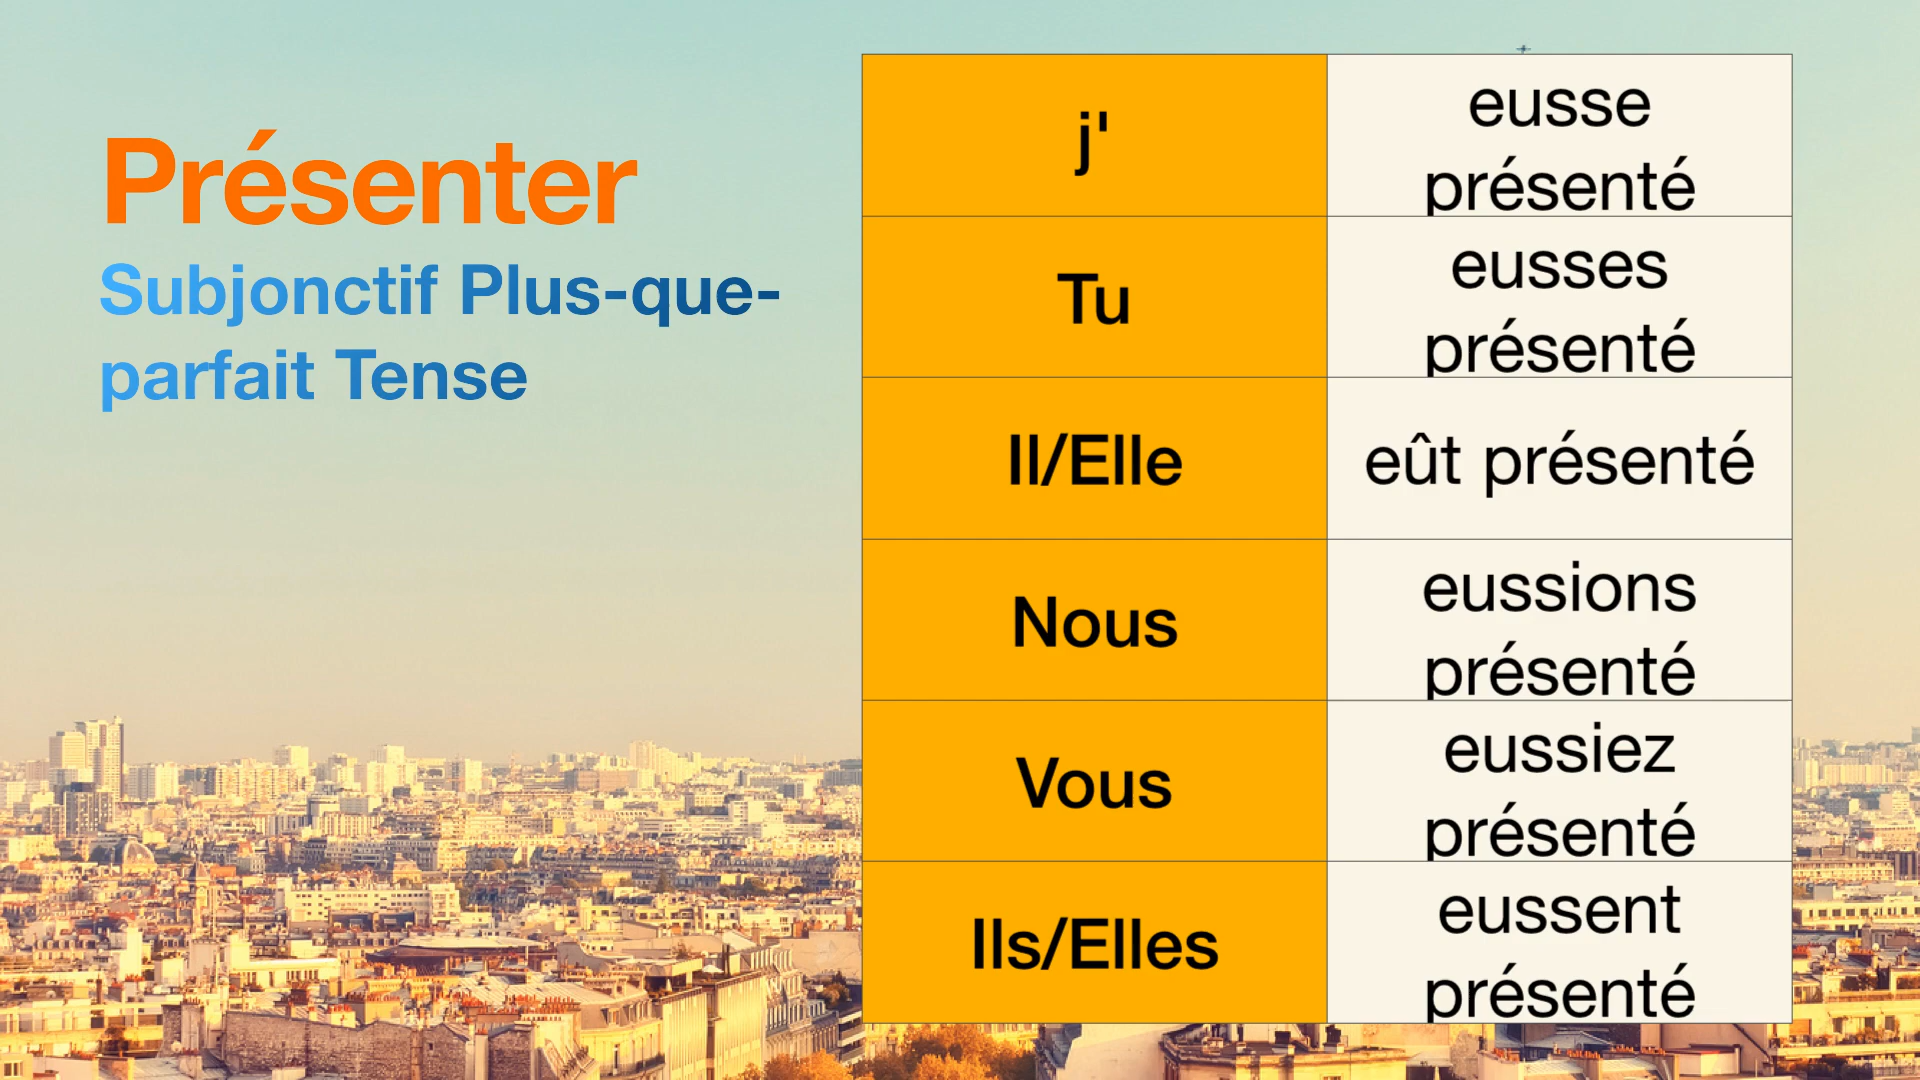 Présenter
Subjonctif Plus-que-
parfait Tense
j'
eusse
présenté
Tu
eusses
présenté
Il/Elle
eût présenté
Nous
eussions
présenté
Vous
eussiez
présenté
Ils/Elles
eussent
présenté